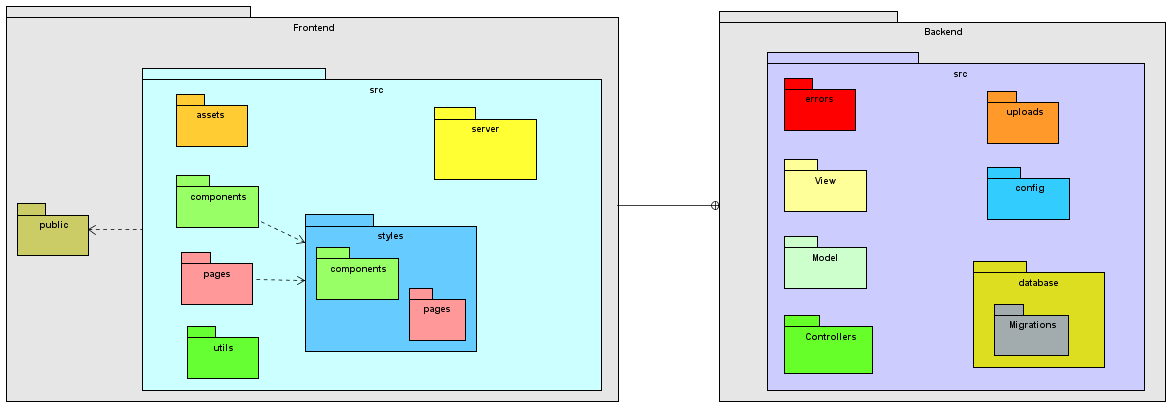 Frontend
src
assets
server
components
public
styles
components
pages
pages
utils
Backend
src
errors
uploads
View
config
Model
database
Migrations
Controllers